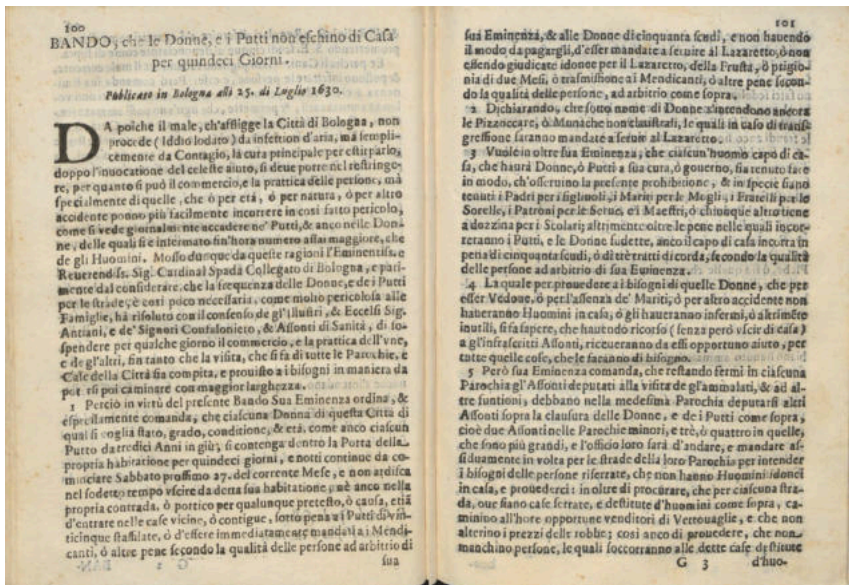 100
BANDO, che le Donne, e i Putti nõn eschino di Casa
per quindeci Giorni.
Publicato in Bologna alli 25. di Luglio 1630.
DA poiche il male, ch'affligge la Città di Bologna, non
procede (Iddio lodato) da infettion d'aria, mà sempli-
cemente da Contagio, la cura principale per estirparlo,
doppo l'inuocatione del celeste aiuto, si deue porre nel restringe-
re, per quanto si può il commercio, e la prattica delle persone, mà
specialmente di quelle, che ò per età, ò per natura, ò per altro
accidente ponno più facilmente incorrere in così fatto pericolo,
come si vede giornalmente accadere ne' Putti, & anco nelle Don-
ne, delle quali si è infermato fin'hora numero assai maggiore, che
de gli Huomini. Mosso dunque da queste ragioni l'Eminentiss. e
Reuerendiss. Sig. Cardinal Spada Collegato di Bologna, e pari-
mente dal considerare, che la frequenza delle Donne, e de i Putti
per le strade, è così poco necessaria, come molto pericolosa alle
Famiglie, hà risoluto con il consenso de gl'Illustri, & Eccelsi Sig.
Antiani, e de' Signori Confaloniero, & Assonti di Sanità, di so-
spendere per qualche giorno il commercio, e la prattica dell'vne,
e de gl'altri, fin tanto che la visita, che si fa di tutte le Parochie, e
Case della Città sia compita, e prouisto a i bisogni in maniera da
poterſi poi caminare con maggior larghezza.
1 Perciò in virtù del presente Bando Sua Eminenza ordina, &
espressamente comanda, che ciascuna Donna di questa Città di
qual si voglia stato, grado, conditione, & età, come anco ciascun
Putto da tredici Anni in giù, si contenga dentro la Porta della
propria habitatione per quindeci giorni, e notti continue da co-
minciare Sabbato prossimo 27. del corrente Mese, e non ardisca
nel sodetto tempo vscire da detta sua habitatione, nè anco nella
propria contrada, ò portico per qualunque pretesto, ò causa, etiã
d'entrare nelle case vicine, ò contigue, sotto pena a i Putti di vin-
ticinque staffilate, ò d'essere immediatamente mandati a i Mendi-
canti, ò altre pene secondo la qualità delle persone ad arbitrio di
sua
101
sua Eminenza, & alle Donne di cinquanta scudi, e non hauendo
il modo da pagargli, d'esser mandate a seruire al Lazaretto, ò non
essendo giudicate idonee per il Lazaretto, della Frusta, ò prigio-
nia di due Mesi, ò trasmissione ai Mendicanti, ò altre pene secon-
do la qualità delle persone, ad arbitrio come sopra.
2 Dichiarando, che sotto nome di Donne s'intendono ancora
le Pizzoccare, ò Munache non claustrali, le quali in caso di trans-
gressione saranno mandate a seruir al Lazaretto.
3 Vuole in oltre sua Eminenza, che ciascun'huomo capo di ca-
sa, che haurà Donne, ò Putti a sua cura, ò gouerno, sia tenuto fare
in modo, ch'osseruino la presente prohibitione, & in specie siano
tenuti i Padri per i figliuoli, i Mariti per le Mogli, i Fratelli per le
Sorelle, i Patroni per le Serue, e i Maestri, ò chiunque altro tiene
a dozzina per i Scolari; altrimente oltre le pene nelle quali incor-
reranno i Putti, e le Donne sudette, anco il capo di casa incorra in
pena di cinquanta scudi, ò di trè tratti di corda, secondo la qualità
delle persone ad arbitrio di sua Eminenza.
4 La quale per prouedere a i bisogni di quelle Donne, che per
esser Vedoue, ò per l'assenza de' Mariti, ò per altro accidente non
haueranno Huomini in casa, ò gli haueranno infermi, ò altrimẽte
inutili, si fa sapere, che hauendo ricorso (senza però vscir di casa)
a gl'infrascritti Assonti, riceueranno da essi opportuno aiuto, per
tutte quelle cose, che le faranno di bisogno.
5 Però sua Eminenza comanda, che restando fermi in ciascuna
Parochia gl'Assonti deputati alla visita de gl'ammalati, & ad al-
tre funtioni, debbano nella medesima Parochia deputarsi altri
Assonti sopra la clausura delle Donne, e de i Putti come sopra,
cioè due Assonti nelle Parochie minori, e trè, ò quattro in quelle,
che sono più grandi, e l'officio loro sarà d'andare, e mandare as-
siduamente in volta per le strade della loro Parochia per intender
i bisogni delle persone riserrate, che non hanno Huomini idonei
in casa, e prouederci: in oltre di procurare, che per ciascuna stra-
da, oue siano case serrate, e destitute d'huomini come sopra, ca-
minino all'hore opportune venditori di Vettouaglie, e che non
alterino i prezzi delle robbe; così anco di prouedere, che non
manchino persone, le quali soccorranno alle dette case destitute
G 3 d'huo-